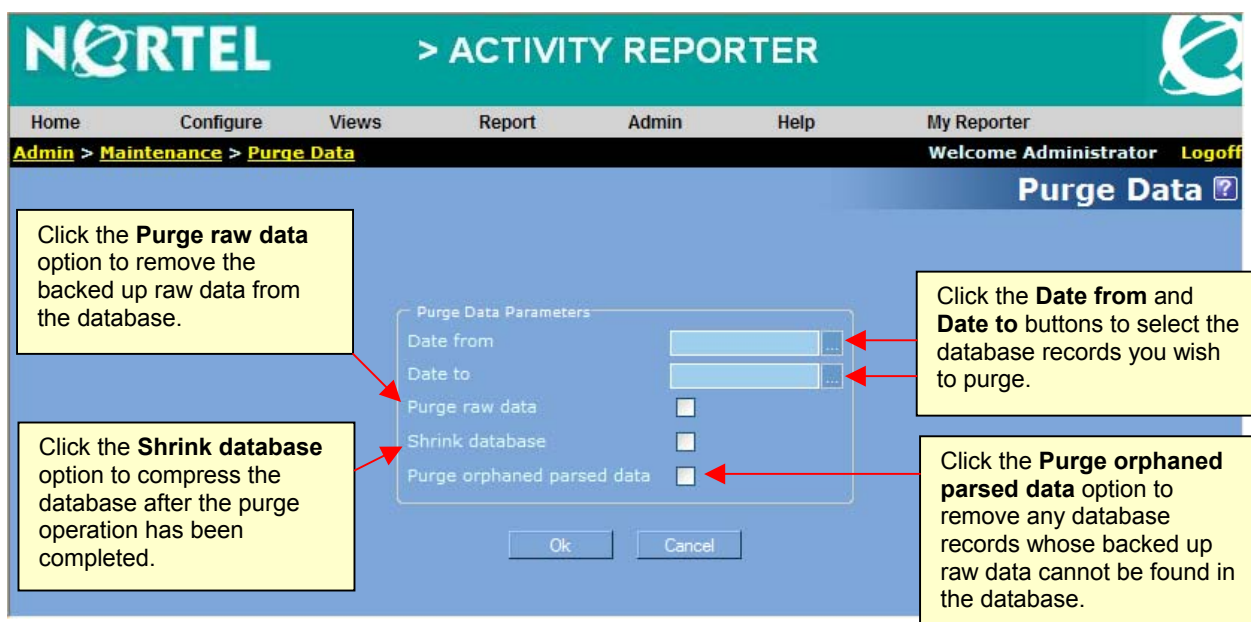 NORTEL
> ACTIVITY REPORTER
Home Configure Views Report Admin Help My Reporter
Admin > Maintenance > Purge Data
Welcome Administrator Logoff
Purge Data ?
Click the Purge raw data
option to remove the
backed up raw data from
the database.
Purge Data Parameters
Date from ...
Date to ...
Purge raw data
Shrink database
Purge orphaned parsed data
Ok Cancel
Click the Date from and
Date to buttons to select the
database records you wish
to purge.
Click the Shrink database
option to compress the
database after the purge
operation has been
completed.
Click the Purge orphaned
parsed data option to
remove any database
records whose backed up
raw data cannot be found in
the database.